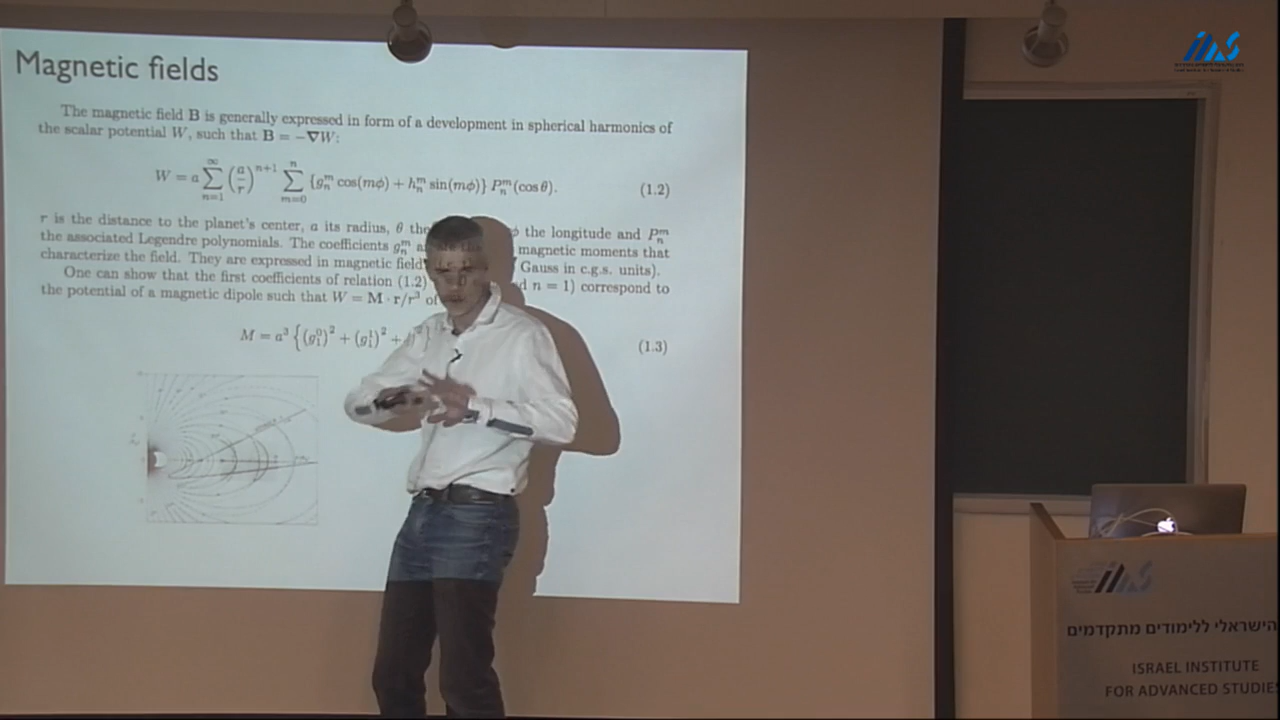 Magnetic fields
The magnetic field B is generally expressed in form of a development in spherical harmonics of
the scalar potential W, such that B = −∇W:
W = a ∑_{n=1}^{∞} (a/r)^{n+1} ∑_{m=0}^{n} {g_n^m cos(mϕ) + h_n^m sin(mϕ)} P_n^m(cos θ). (1.2)
r is the distance to the planet's center, a its radius, θ the ϕ the longitude and P_n^m
the associated Legendre polynomials. The coefficients g_n^m magnetic moments that
characterize the field. They are expressed in magnetic field Gauss in c.g.s. units).
One can show that the first coefficients of relation (1.2) n = 1) correspond to
the potential of a magnetic dipole such that W = M · r/r³ of
M = a³ {(g_1^0)² + (g_1^1)² + (1.3)
ias
ias
הישראלי ללימודים מתקדמים
ISRAEL INSTITUTE
FOR ADVANCED STUDIES